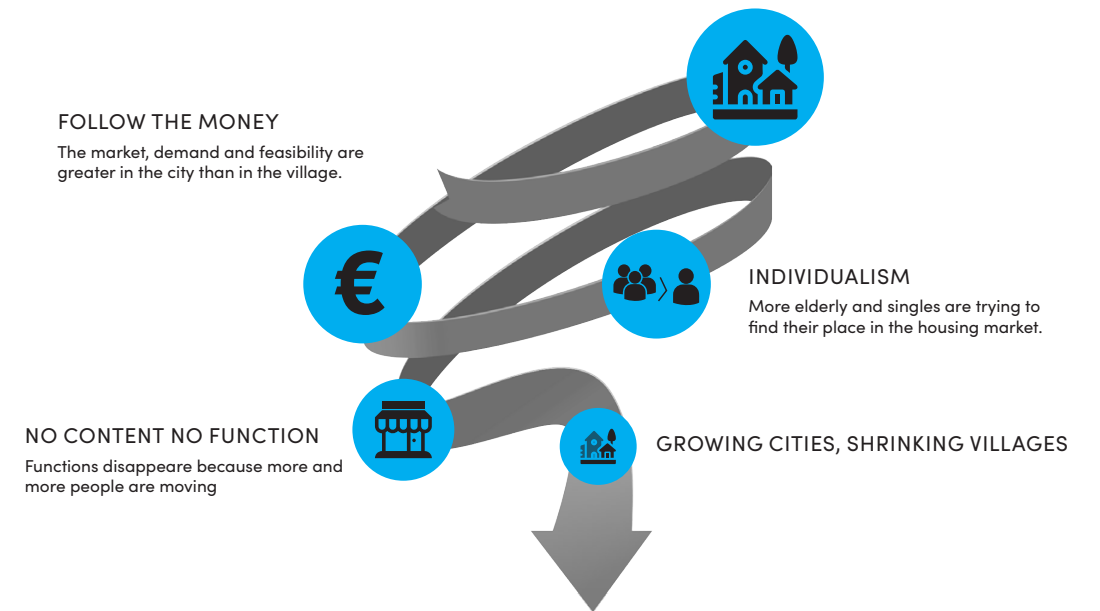 FOLLOW THE MONEY
The market, demand and feasibility are
greater in the city than in the village.
€
INDIVIDUALISM
More elderly and singles are trying to
find their place in the housing market.
NO CONTENT NO FUNCTION
Functions disappeare because more and
more people are moving
GROWING CITIES, SHRINKING VILLAGES